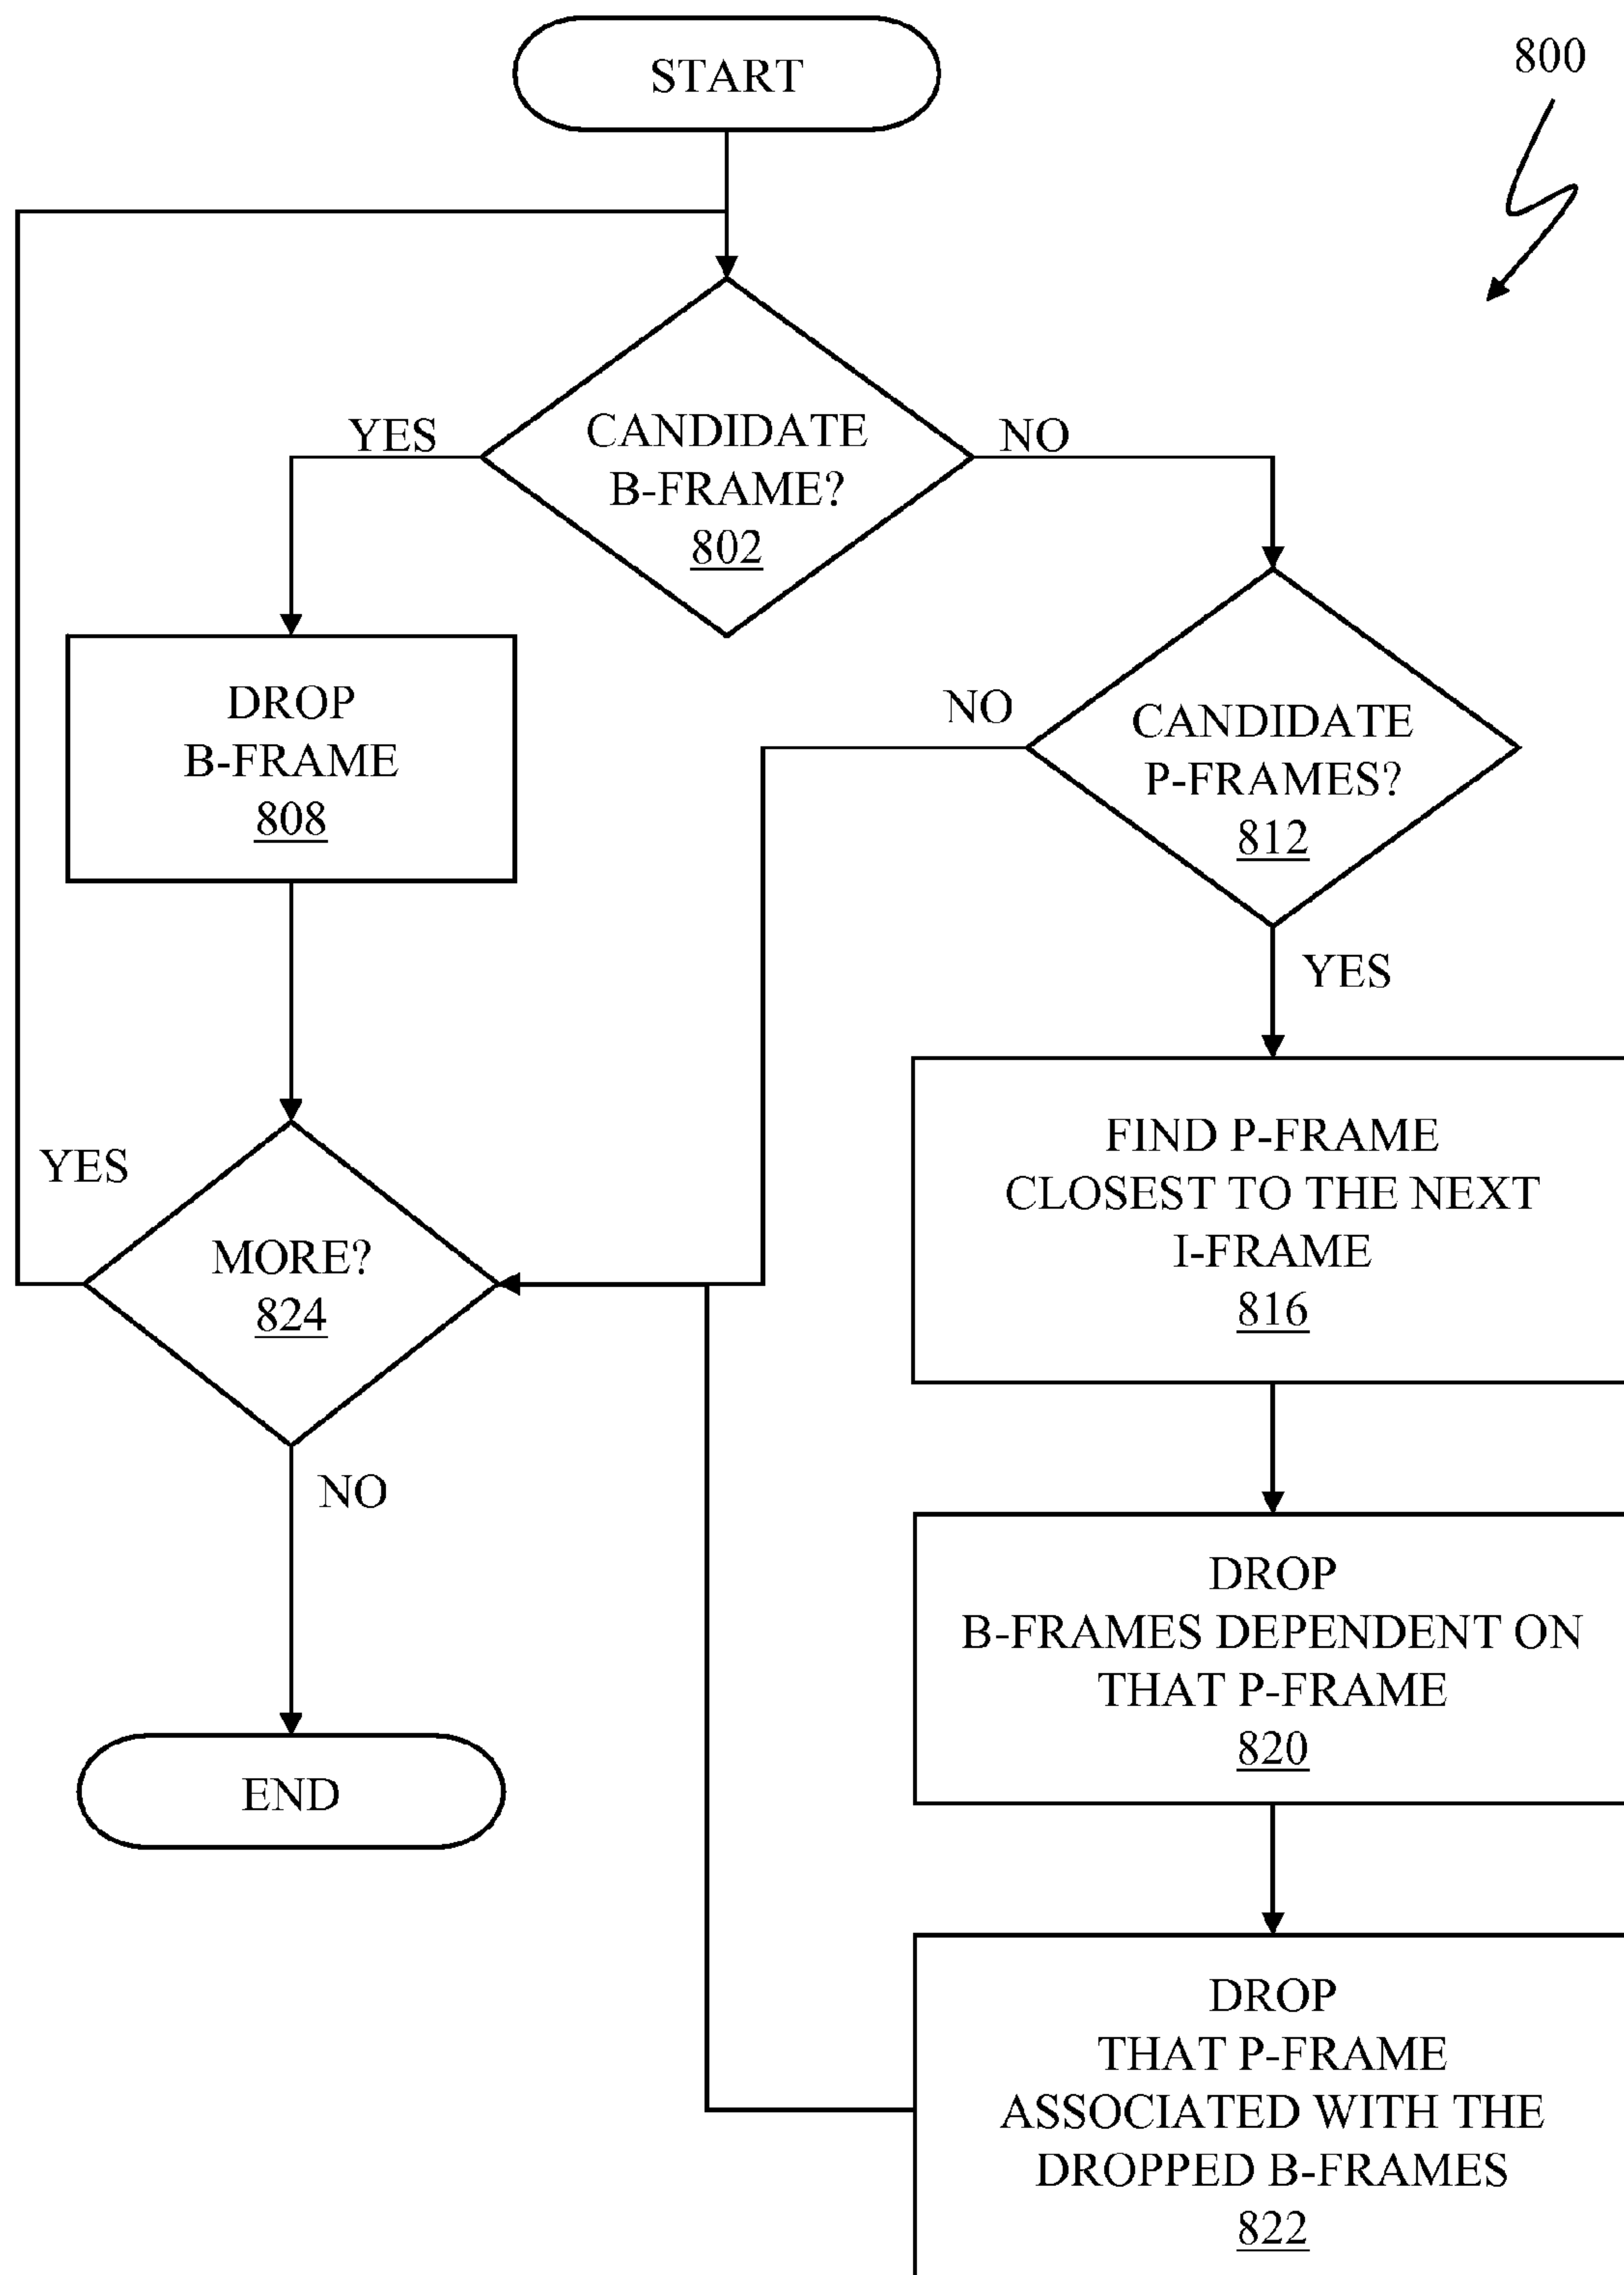 START
800
YES
CANDIDATE
B-FRAME?
802
NO
DROP
B-FRAME
808
NO
CANDIDATE
P-FRAMES?
812
YES
FIND P-FRAME
CLOSEST TO THE NEXT
I-FRAME
816
YES
MORE?
824
NO
DROP
B-FRAMES DEPENDENT ON
THAT P-FRAME
820
END
DROP
THAT P-FRAME
ASSOCIATED WITH THE
DROPPED B-FRAMES
822